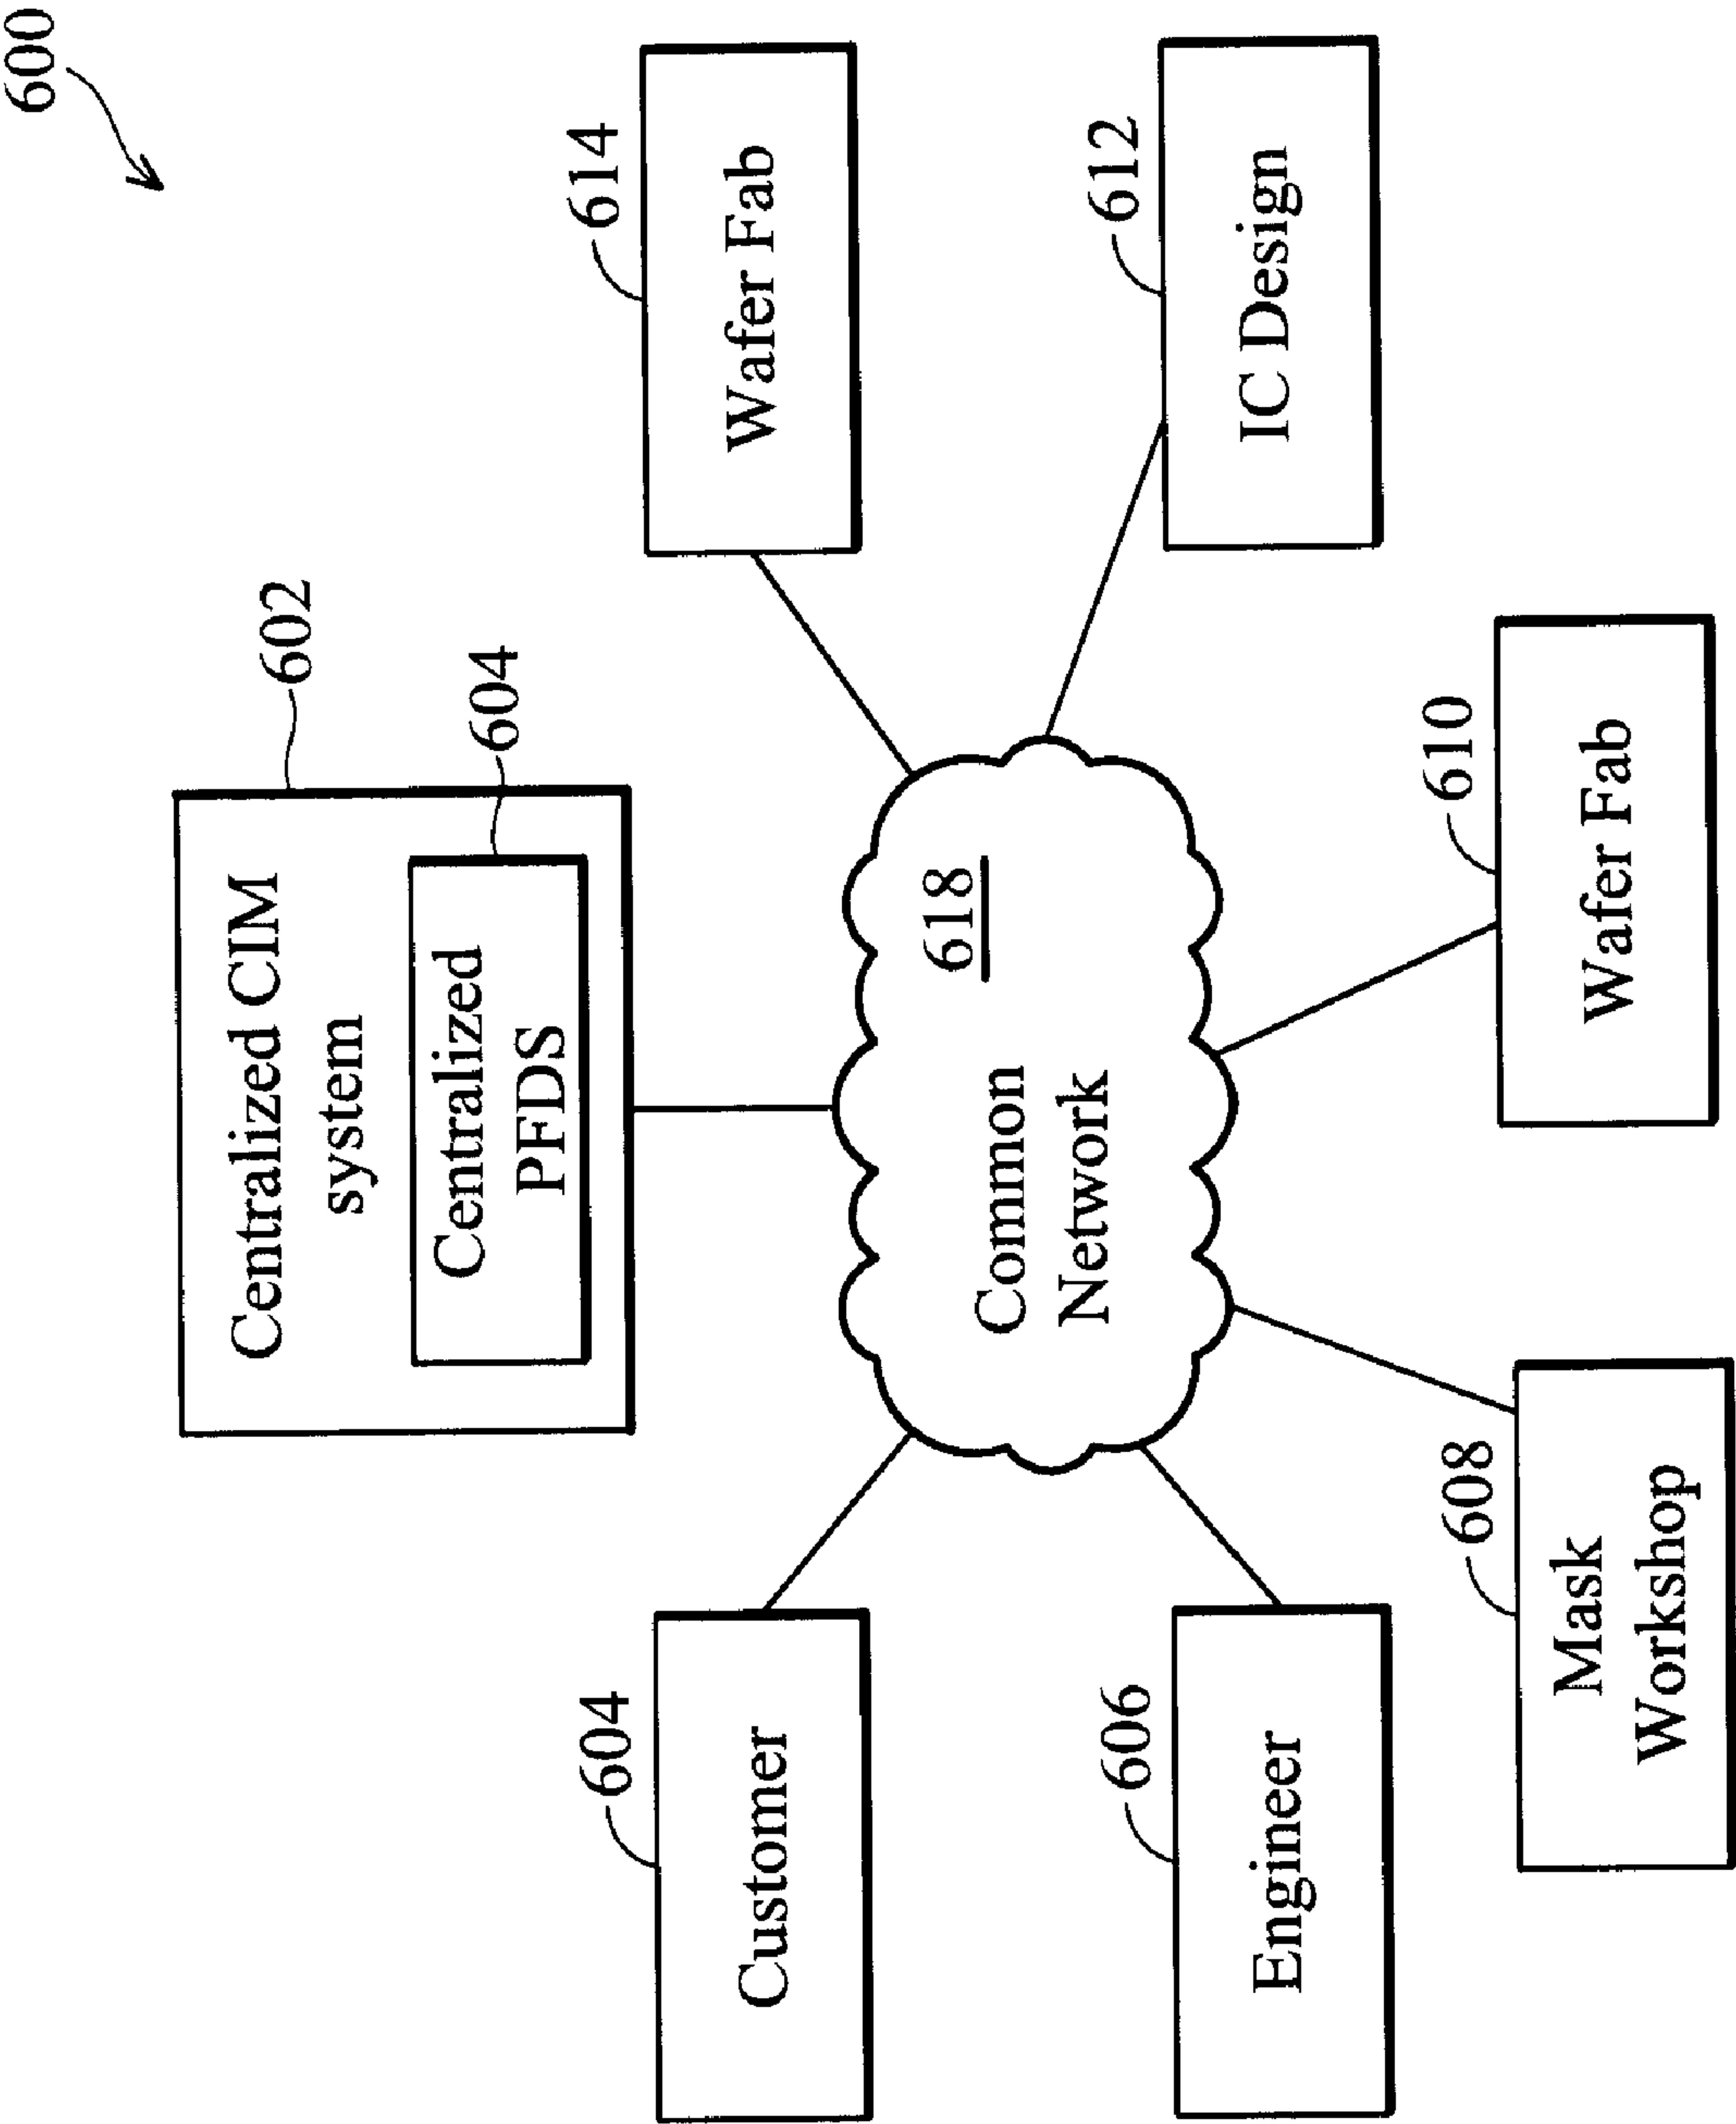 600
602
Centralized CIM
system
604
Centralized
PFDS
604
Customer
614
Wafer Fab
618
Common
Network
606
Engineer
612
IC Design
608
Mask
Workshop
610
Wafer Fab